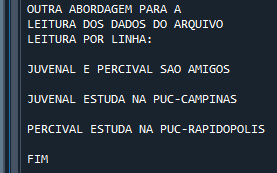 OUTRA ABORDAGEM PARA A
LEITURA DOS DADOS DO ARQUIVO
LEITURA POR LINHA:
JUVENAL E PERCIVAL SAO AMIGOS
JUVENAL ESTUDA NA PUC-CAMPINAS
PERCIVAL ESTUDA NA PUC-RAPIDOPOLIS
FIM